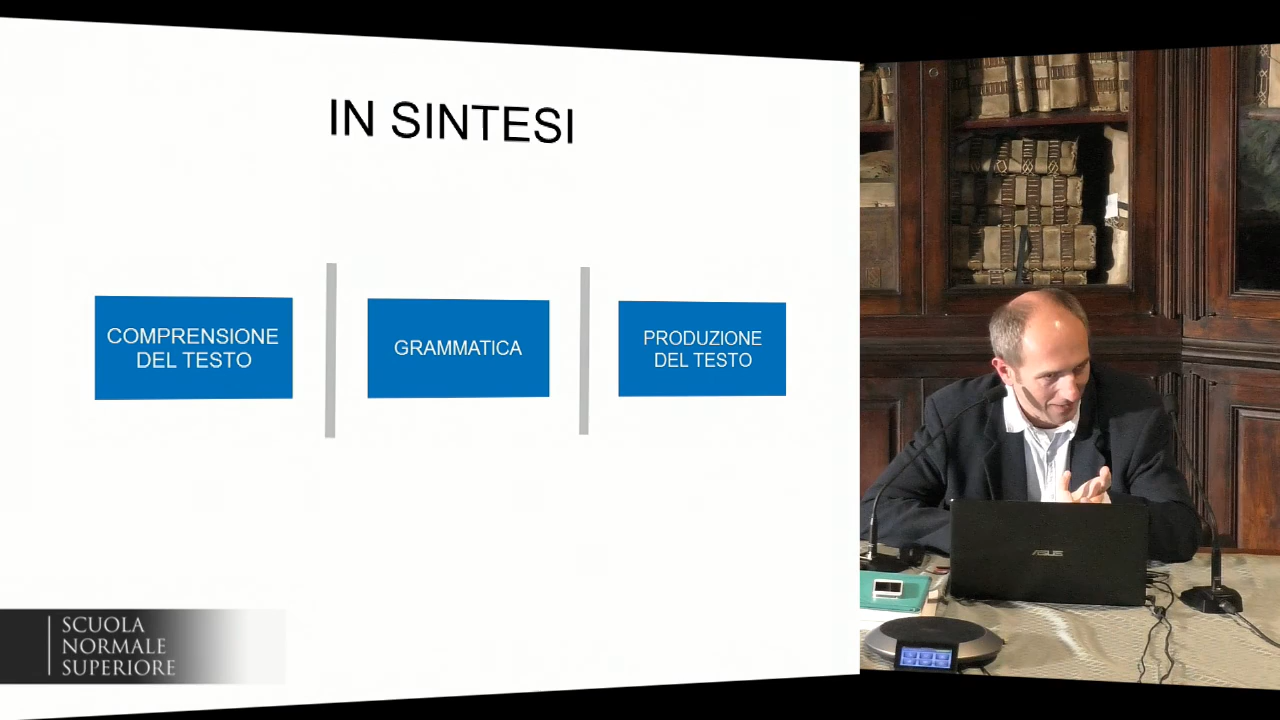 IN SINTESI
COMPRENSIONE
DEL TESTO
GRAMMATICA
PRODUZIONE
DEL TESTO
SCUOLA
NORMALE
SUPERIORE
ASUS